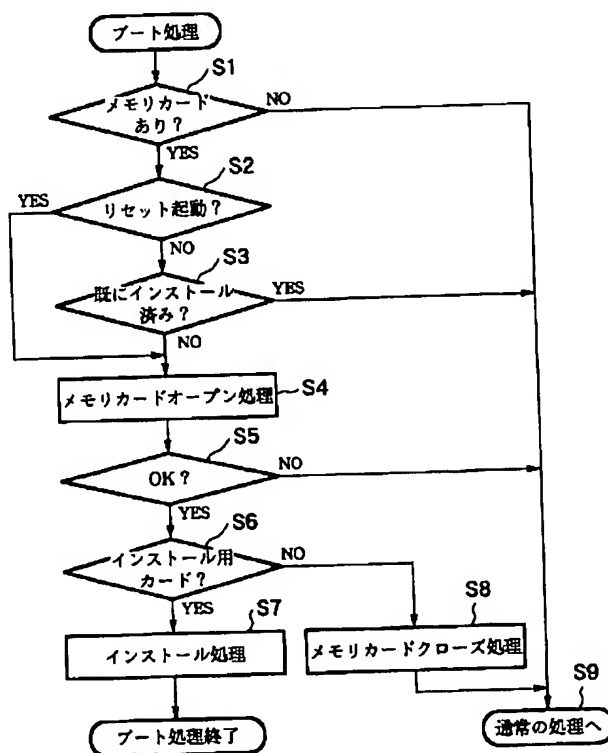 ブート処理
S1
メモリカード
あり?
NO
YES
S2
YES
リセット起動?
NO
S3
既にインストール
済み?
YES
NO
メモリカードオープン処理
S4
S5
OK?
NO
YES
S6
インストール用
カード?
NO
YES
S7
S8
インストール処理
メモリカードクローズ処理
S9
ブート処理終了
通常の処理へ